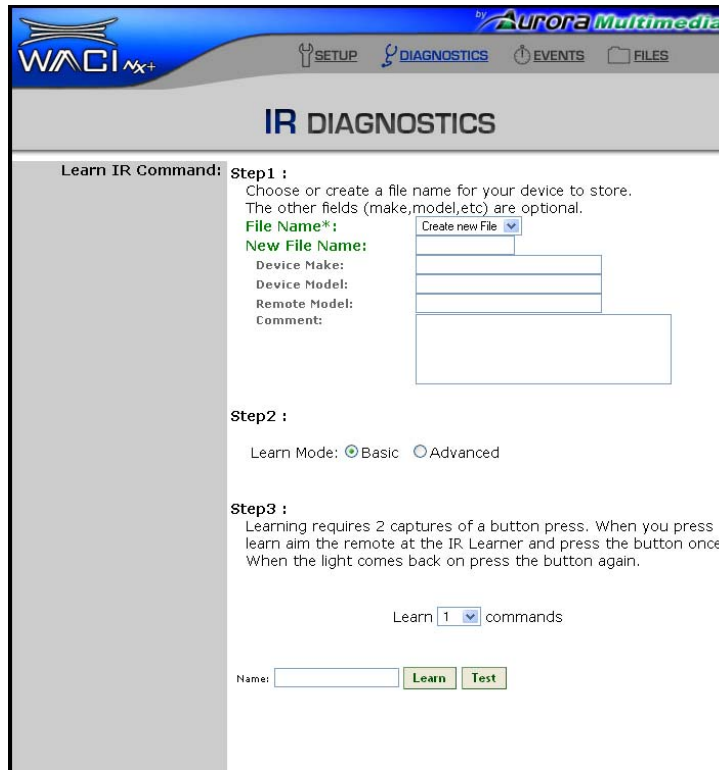 by Aurora Multimedia
WACI NX+
SETUP DIAGNOSTICS EVENTS FILES
IR DIAGNOSTICS
Learn IR Command:
Step1 :
Choose or create a file name for your device to store.
The other fields (make,model,etc) are optional.
File Name*: Create new File
New File Name:
Device Make:
Device Model:
Remote Model:
Comment:
Step2 :
Learn Mode: Basic Advanced
Step3 :
Learning requires 2 captures of a button press. When you press
learn aim the remote at the IR Learner and press the button once
When the light comes back on press the button again.
Learn 1 commands
Name: Learn Test